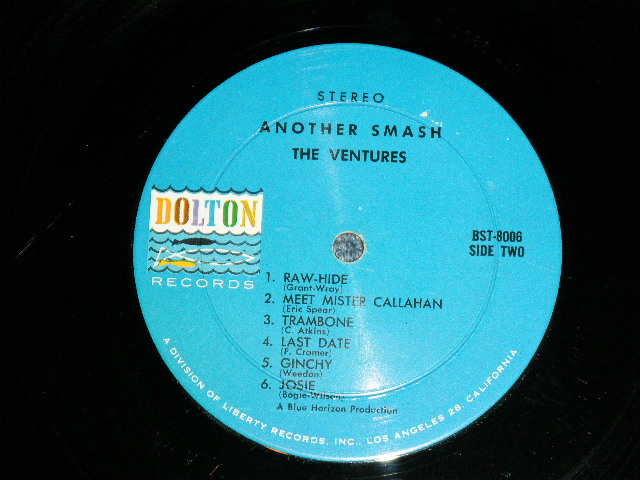 STEREO
ANOTHER SMASH
THE VENTURES
DOLTON
RECORDS
BST-8006
SIDE TWO
1. RAW-HIDE
(Grant-Wray)
2. MEET MISTER CALLAHAN
(Eric Spear)
3. TRAMBONE
(C. Atkins)
4. LAST DATE
(F. Cramer)
5. GINCHY
(Weedon)
6. JOSIE
(Bogle-Wilson)
A Blue Horizon Production
A DIVISION OF LIBERTY RECORDS, INC., LOS ANGELES 28, CALIFORNIA